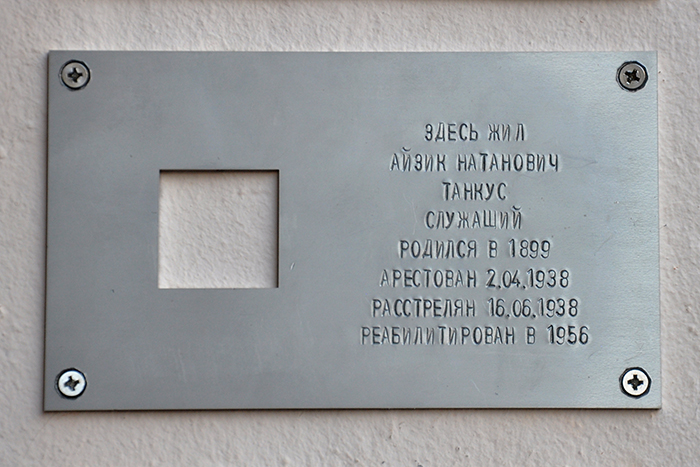 ЗДЕСЬ ЖИЛ
АЙЗИК НАТАНОВИЧ
ТАНКУС
СЛУЖАЩИЙ
РОДИЛСЯ В 1899
АРЕСТОВАН 2.04.1938
РАССТРЕЛЯН 16.06.1938
РЕАБИЛИТИРОВАН В 1956